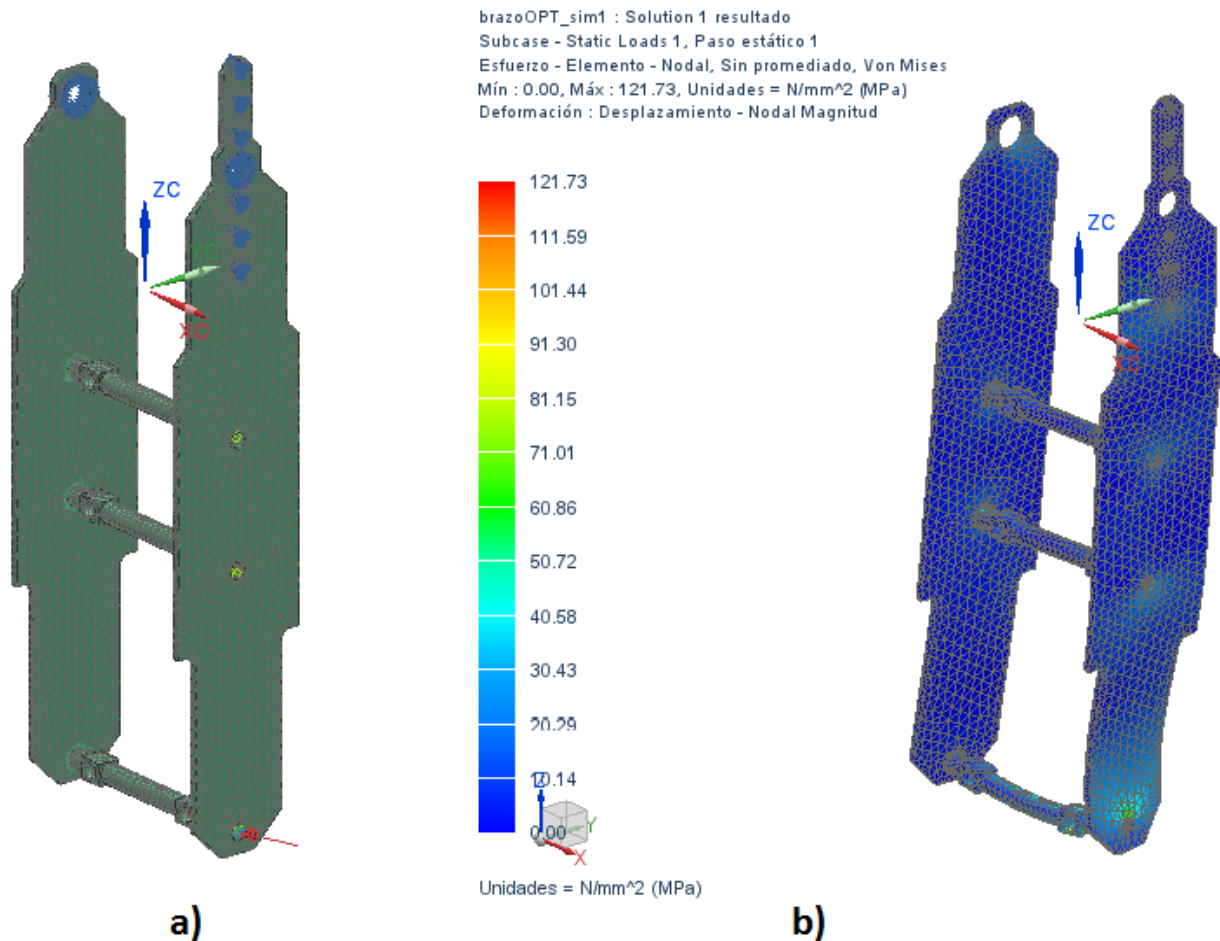 brazoOPT_sim1 : Solution 1 resultado
Subcase - Static Loads 1, Paso estático 1
Esfuerzo - Elemento - Nodal, Sin promediado, Von Mises
Mín : 0.00, Máx : 121.73, Unidades = N/mm^2 (MPa)
Deformación : Desplazamiento - Nodal Magnitud
ZC
YC
XC
121.73
111.59
101.44
91.30
81.15
71.01
60.86
50.72
40.58
30.43
20.29
10.14
0.00
Unidades = N/mm^2 (MPa)
Z
Y
X
ZC
XC
a)
b)